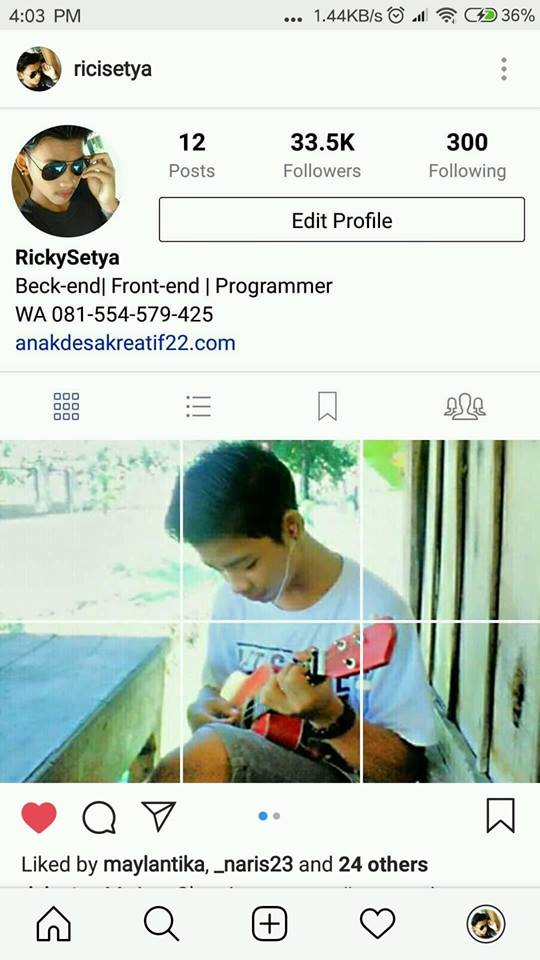 4:03 PM ... 1.44KB/s 36%
ricisetya
12 33.5K 300
Posts Followers Following
Edit Profile
RickySetya
Beck-end| Front-end | Programmer
WA 081-554-579-425
anakdesakreatif22.com
Liked by maylantika, _naris23 and 24 others